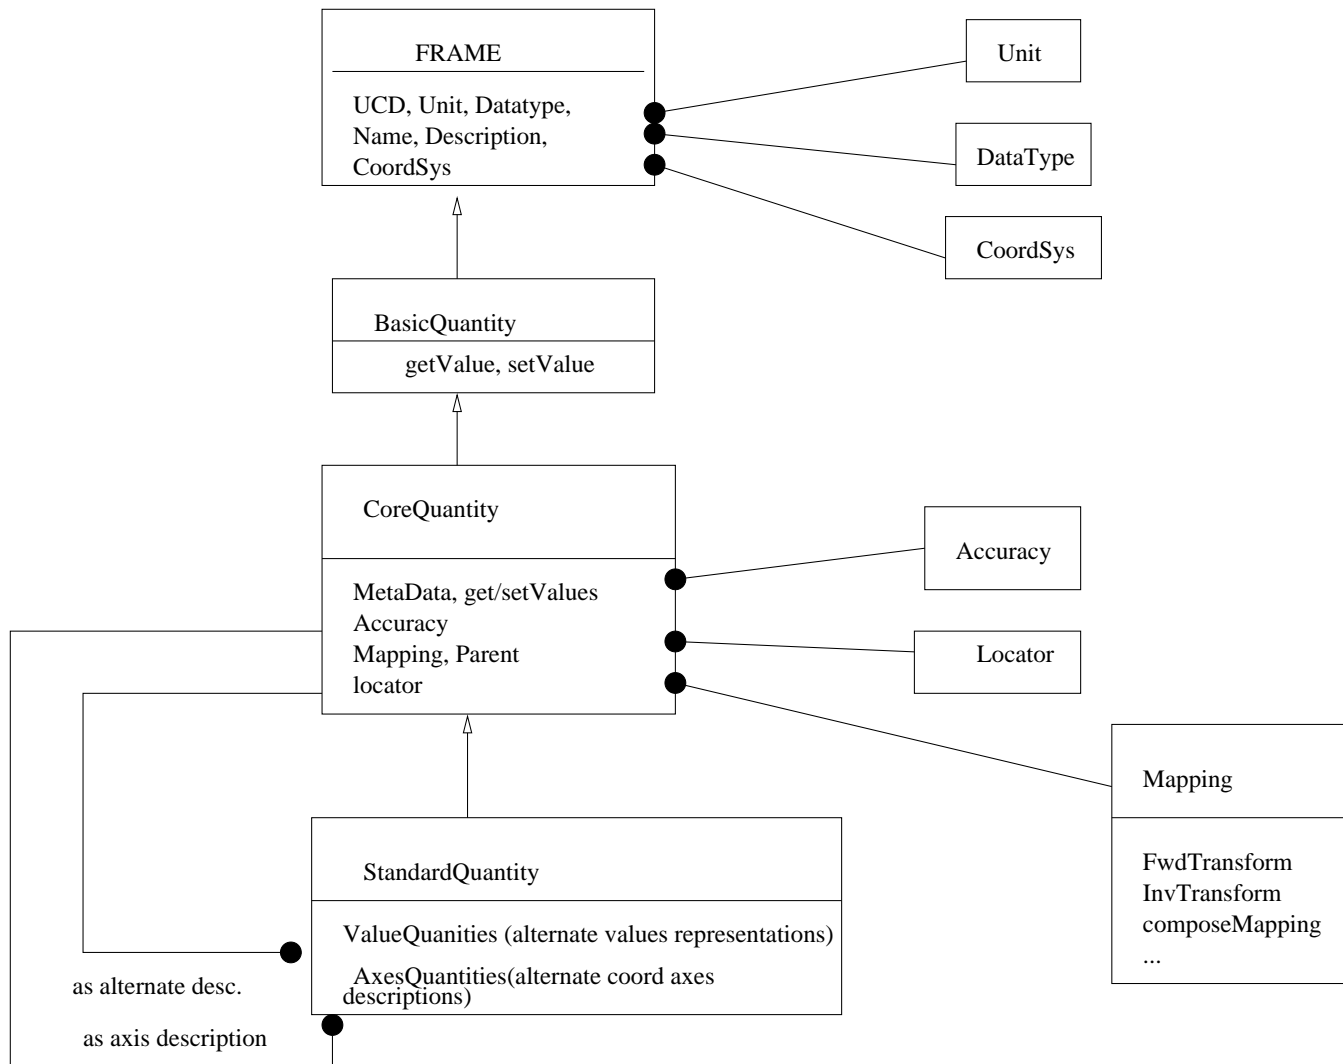 FRAME
UCD, Unit, Datatype,
Name, Description,
CoordSys
Unit
DataType
CoordSys
BasicQuantity
getValue, setValue
CoreQuantity
MetaData, get/setValues
Accuracy
Mapping, Parent
locator
Accuracy
Locator
Mapping
FwdTransform
InvTransform
composeMapping
...
StandardQuantity
ValueQuanities (alternate values representations)
AxesQuantities(alternate coord axes
descriptions)
as alternate desc.
as axis description